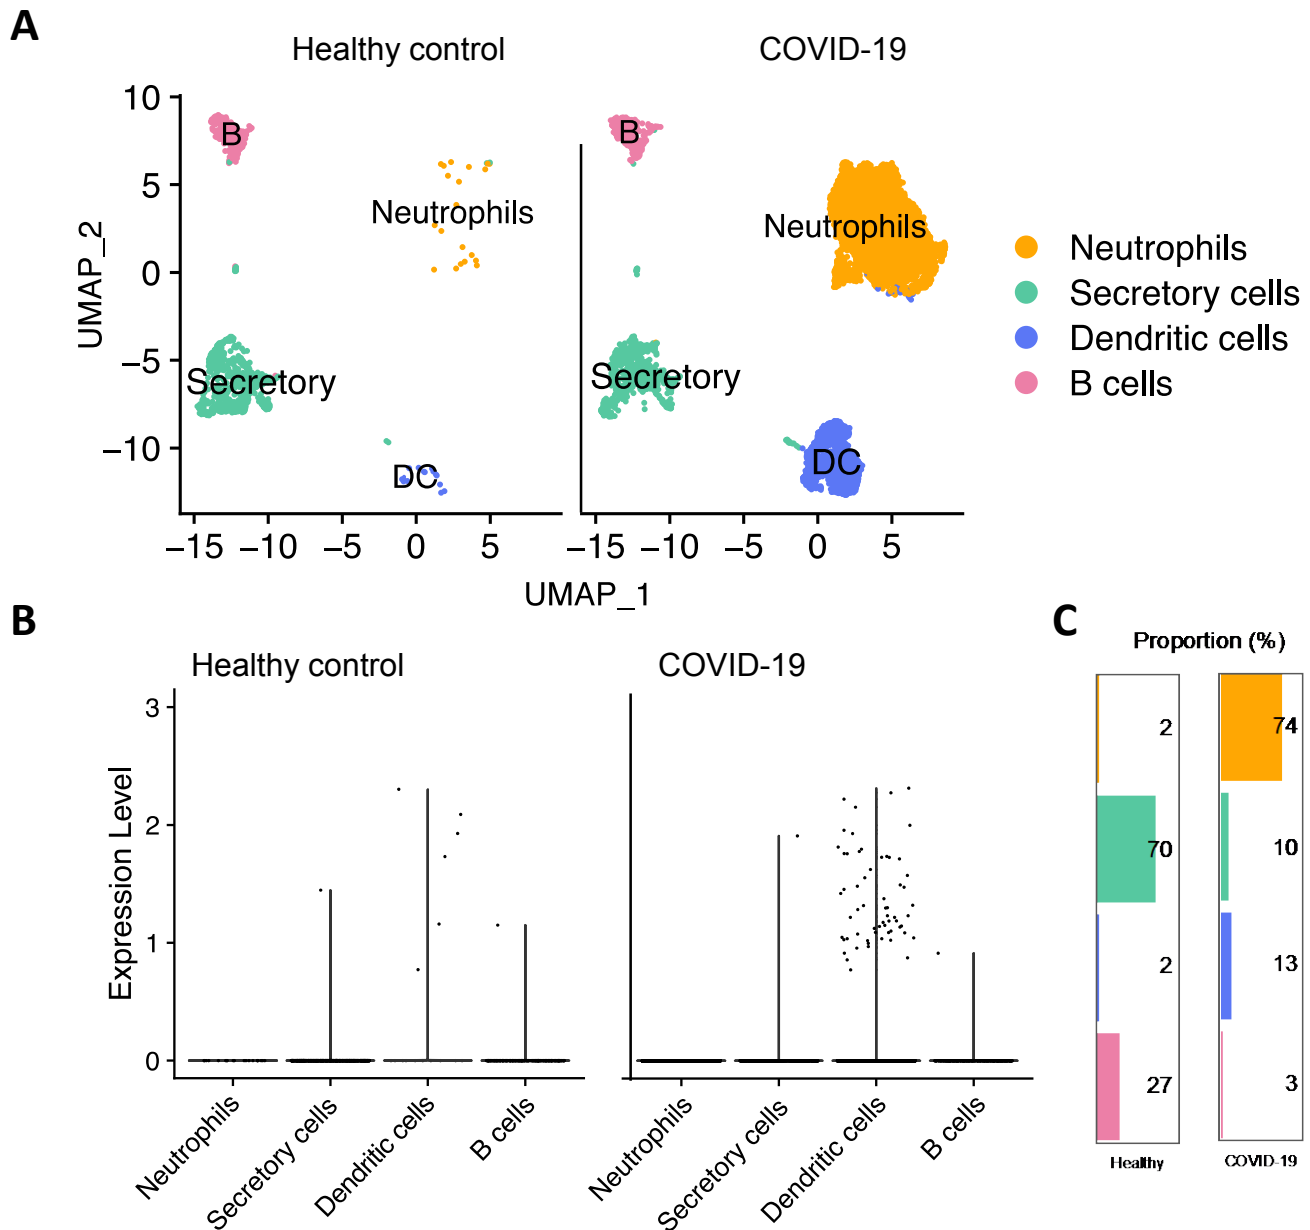 A
Healthy control
COVID-19
10
5
0
−5
−10
UMAP_2
B
Neutrophils
Secretory
DC
B
Neutrophils
Secretory
DC
−15 −10 −5 0 5
−15 −10 −5 0 5
UMAP_1
Neutrophils
Secretory cells
Dendritic cells
B cells
B
Healthy control
COVID-19
3
2
1
0
Expression Level
Neutrophils
Secretory cells
Dendritic cells
B cells
Neutrophils
Secretory cells
Dendritic cells
B cells
C
Proportion (%)
2
70
2
27
Healthy
74
10
13
3
COVID-19